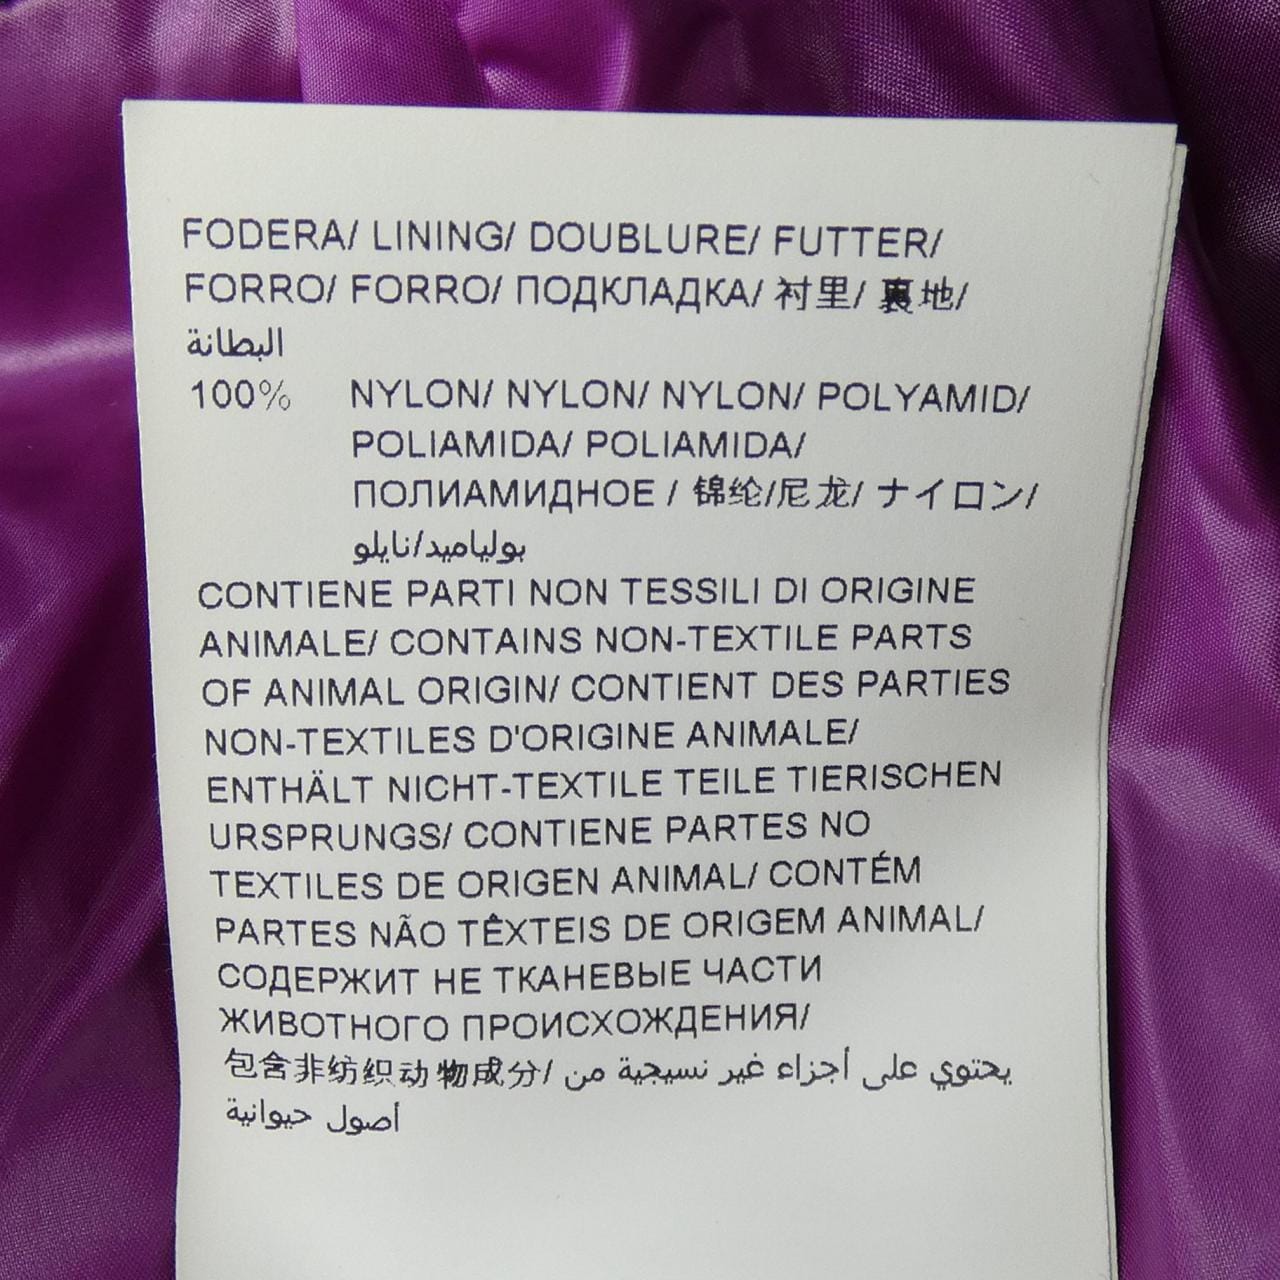 FODERA/ LINING/ DOUBLURE/ FUTTER/
FORRO/ FORRO/ ПОДКЛАДКА/ 衬里/ 裏地/
البطانة
100% NYLON/ NYLON/ NYLON/ POLYAMID/
POLIAMIDA/ POLIAMIDA/
ПОЛИАМИДНОЕ / 锦纶/尼龙/ ナイロン/
بولياميد/نايلو
CONTIENE PARTI NON TESSILI DI ORIGINE
ANIMALE/ CONTAINS NON-TEXTILE PARTS
OF ANIMAL ORIGIN/ CONTIENT DES PARTIES
NON-TEXTILES D'ORIGINE ANIMALE/
ENTHÄLT NICHT-TEXTILE TEILE TIERISCHEN
URSPRUNGS/ CONTIENE PARTES NO
TEXTILES DE ORIGEN ANIMAL/ CONTÉM
PARTES NÃO TÊXTEIS DE ORIGEM ANIMAL/
СОДЕРЖИТ НЕ ТКАНЕВЫЕ ЧАСТИ
ЖИВОТНОГО ПРОИСХОЖДЕНИЯ/
包含非纺织动物成分/ يحتوي على أجزاء غير نسيجية من
أصول حيوانية